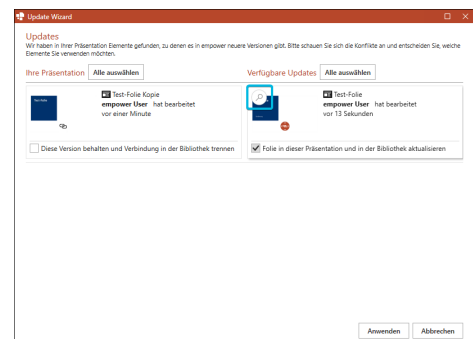 Update Wizard
Updates
Wir haben in Ihrer Präsentation Elemente gefunden, zu denen es in empower neuere Versionen gibt. Bitte schauen Sie sich die Konflikte an und entscheiden Sie, welche
Elemente Sie verwenden möchten.
Ihre Präsentation Alle auswählen
Verfügbare Updates Alle auswählen
Test-Folie
Test-Folie Kopie
empower User hat bearbeitet
vor einer Minute
Diese Version behalten und Verbindung in der Bibliothek trennen
Test-Folie
empower User hat bearbeitet
vor 13 Sekunden
Folie in dieser Präsentation und in der Bibliothek aktualisieren
Anwenden Abbrechen